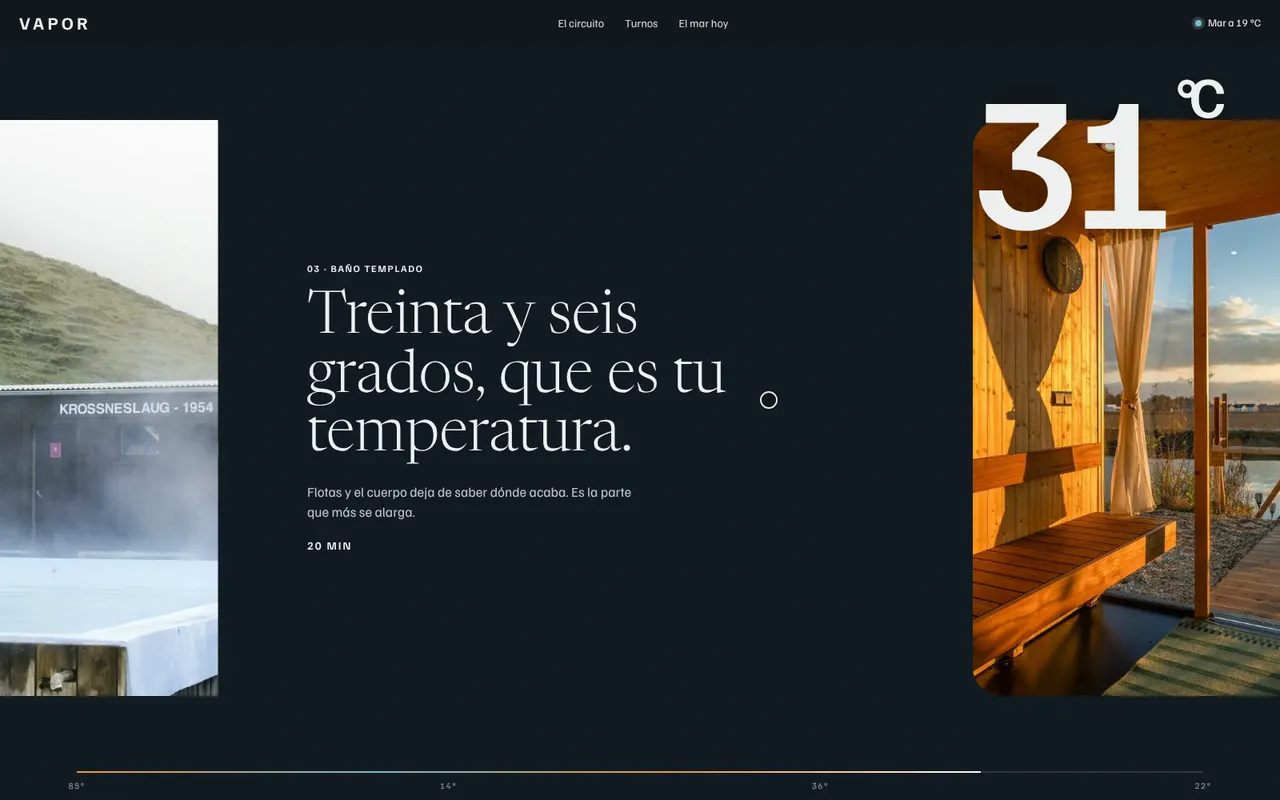 VAPOR
El circuito
Turnos
El mar hoy
Mar a 19 °C
31 °C
KROSSNESLAUG - 1954
03 · BAÑO TEMPLADO
Treinta y seis
grados, que es tu
temperatura.
Flotas y el cuerpo deja de saber dónde acaba. Es la parte
que más se alarga.
20 MIN
85°
14°
36°
22°